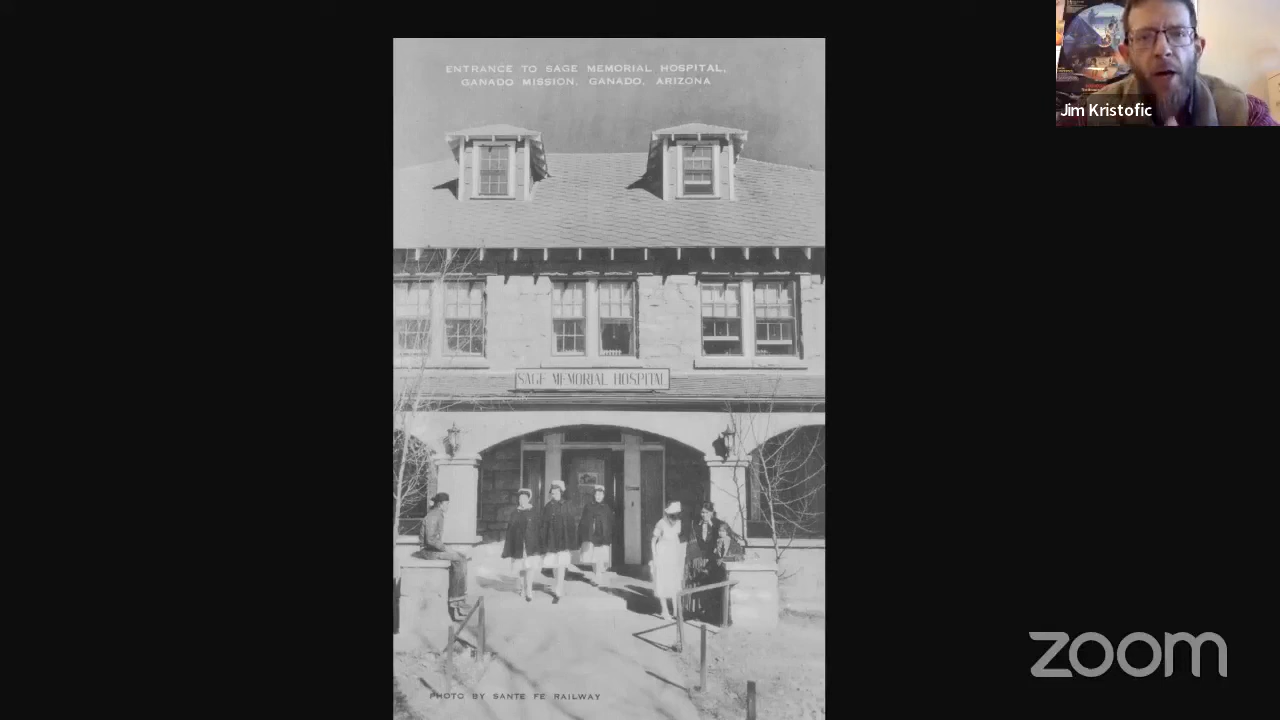 ENTRANCE TO SAGE MEMORIAL HOSPITAL,
GANADO MISSION, GANADO, ARIZONA
SAGE MEMORIAL HOSPITAL
PHOTO BY SANTE FE RAILWAY
Jim Kristofic
zoom